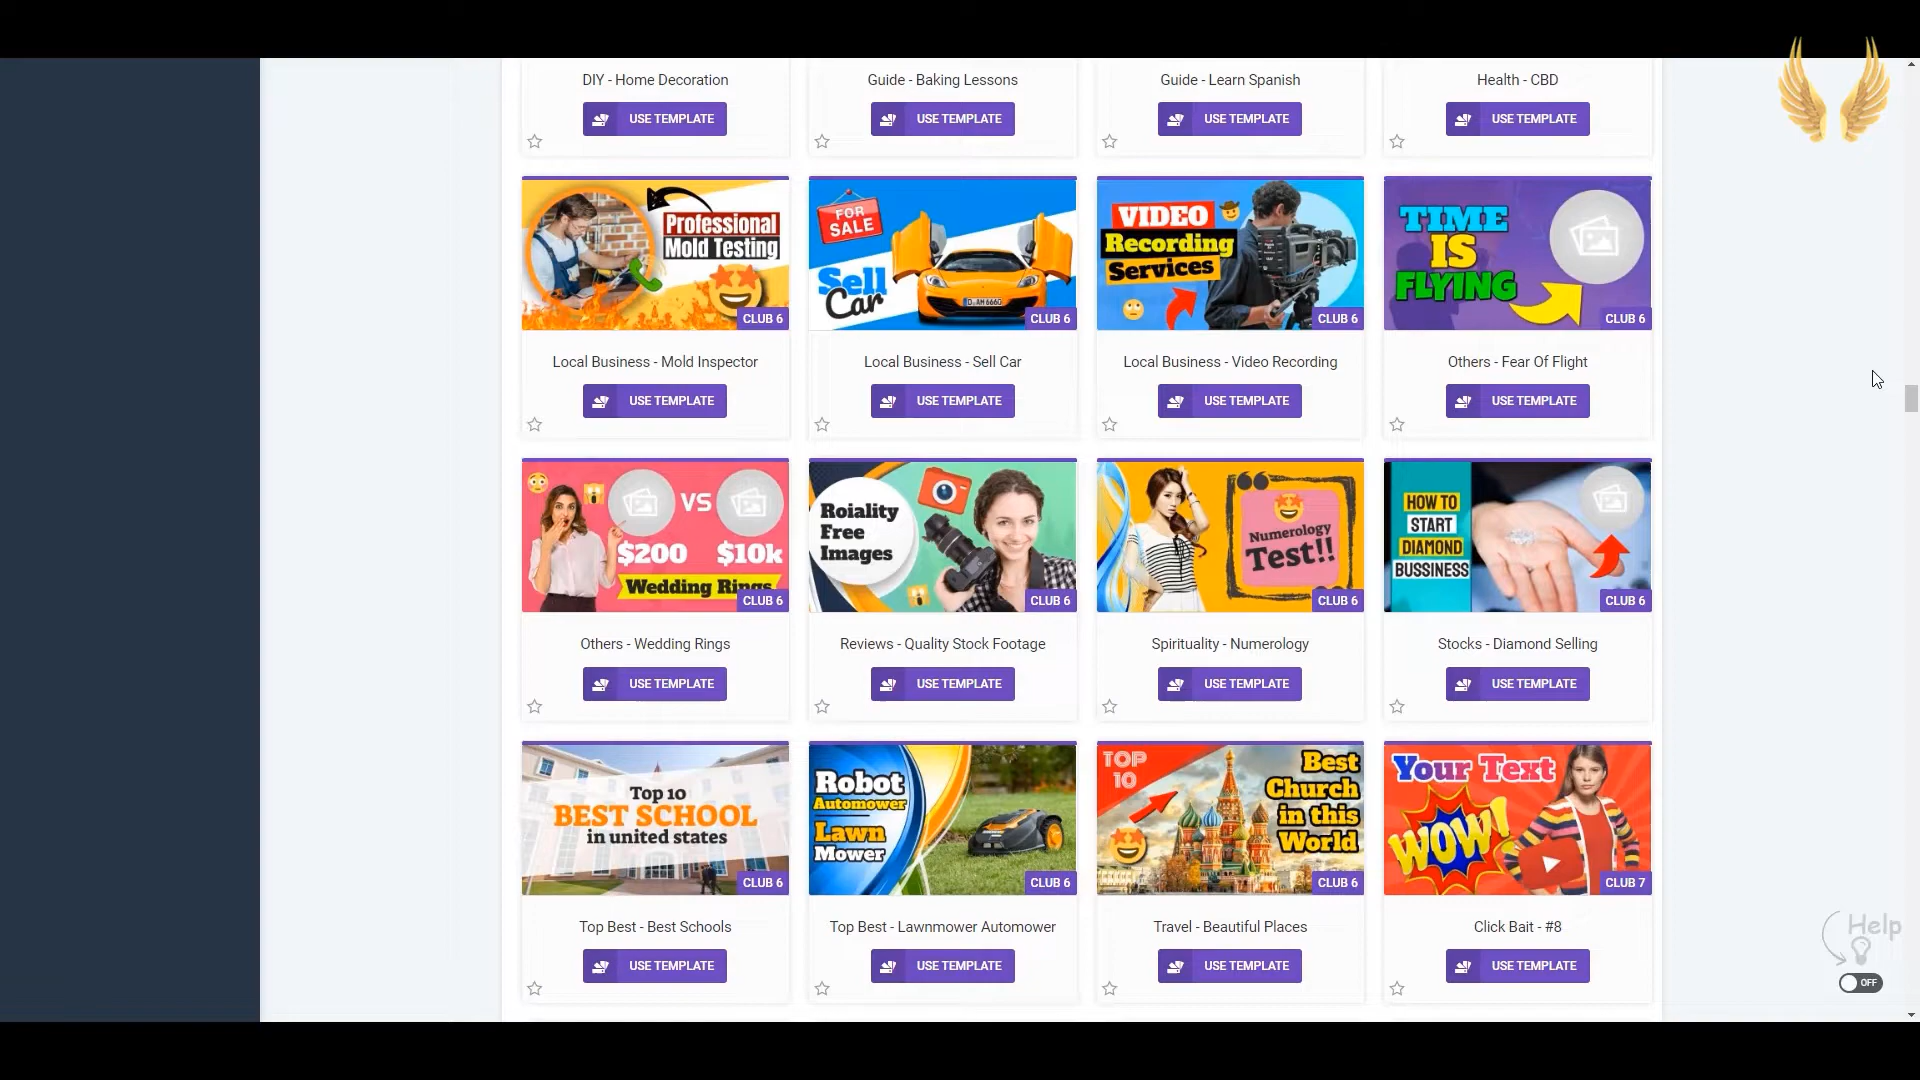 DIY - Home Decoration
Guide - Baking Lessons
Guide - Learn Spanish
Health - CBD
USE TEMPLATE
USE TEMPLATE
USE TEMPLATE
USE TEMPLATE
Professional
Mold Testing
CLUB 6
FOR
SALE
Sell
Car
D:AM 666G
CLUB 6
VIDEO
Recording
Services
CLUB 6
TIME
IS
FLYING
CLUB 6
Local Business - Mold Inspector
Local Business - Sell Car
Local Business - Video Recording
Others - Fear Of Flight
USE TEMPLATE
USE TEMPLATE
USE TEMPLATE
USE TEMPLATE
VS
$200 $10k
Wedding Rings
CLUB 6
Roiality
Free
Images
CLUB 6
Numerology
Test!!
CLUB 6
HOW TO
START
DIAMOND
BUSSINESS
CLUB 6
Others - Wedding Rings
Reviews - Quality Stock Footage
Spirituality - Numerology
Stocks - Diamond Selling
USE TEMPLATE
USE TEMPLATE
USE TEMPLATE
USE TEMPLATE
Top 10
BEST SCHOOL
in united states
CLUB 6
Robot
Automower
Lawn
Mower
CLUB 6
TOP
10
Best
Church
in this
World
CLUB 6
Your Text
WOW!
CLUB 7
Top Best - Best Schools
Top Best - Lawnmower Automower
Travel - Beautiful Places
Click Bait - #8
USE TEMPLATE
USE TEMPLATE
USE TEMPLATE
USE TEMPLATE
Help
OFF